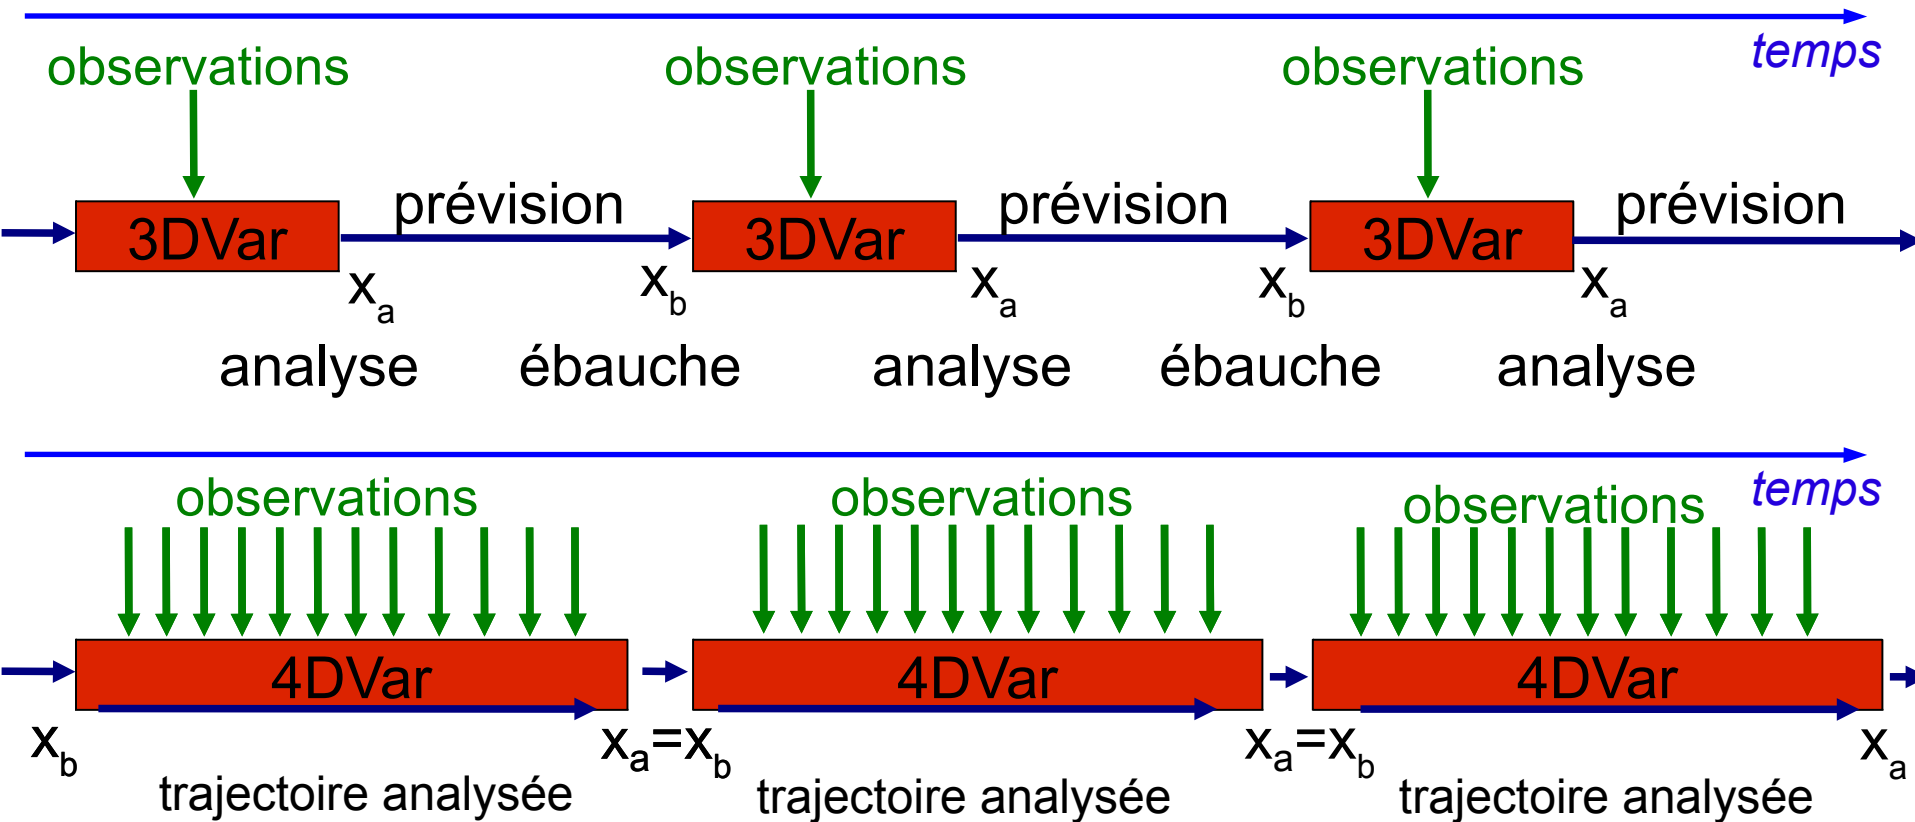 temps
observations observations observations
prévision prévision prévision
3DVar 3DVar 3DVar
xa xb xa xb xa
analyse ébauche analyse ébauche analyse
temps
observations observations observations
4DVar 4DVar 4DVar
xb xa=xb xa=xb xa
trajectoire analysée trajectoire analysée trajectoire analysée